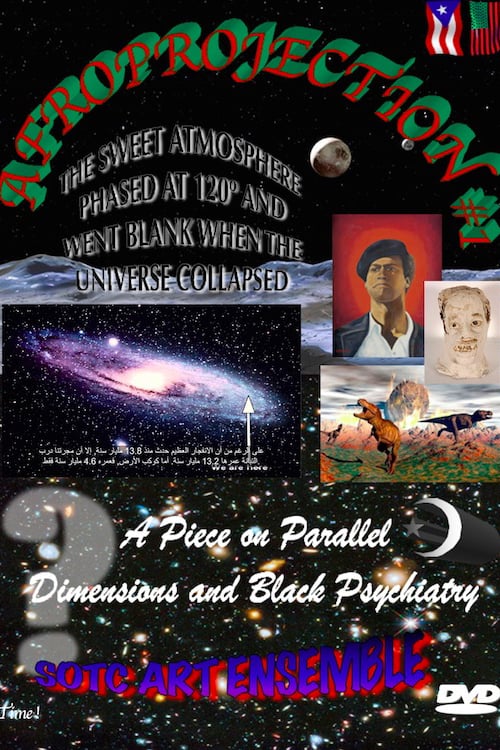 AFROPROJECTION #1
THE SWEET ATMOSPHERE
PHASED AT 120° AND
WENT BLANK WHEN THE
UNIVERSE COLLAPSED
على الرغم من أن الانفجار العظيم حدث منذ 13.8 مليار سنة، إلا أن مجرتنا درب
التبانة عمرها 13.2 مليار سنة، أما كوكب الأرض، فعمره 4.6 مليار سنة فقط
we are here
?
A Piece on Parallel
Dimensions and Black Psychiatry
SOTC ART ENSEMBLE
DVD
Time!